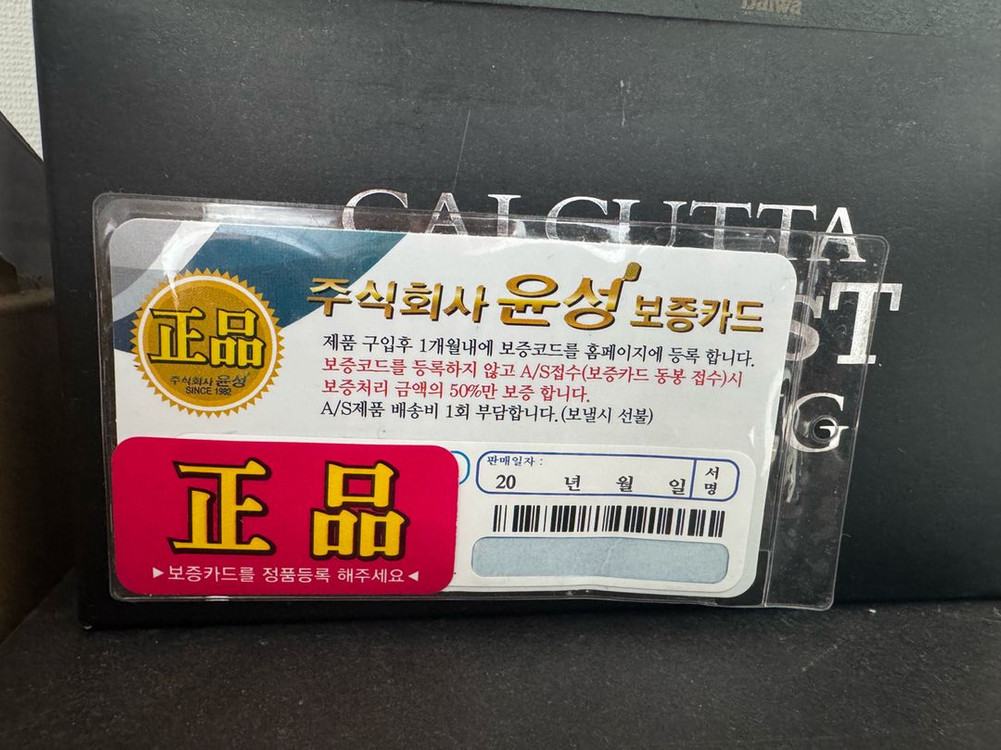 Daiwa
CALCUTTA
ST
G
正品
주식회사 윤성
SINCE 1982
주식회사 윤성 보증카드
제품 구입후 1개월내에 보증코드를 홈페이지에 등록 합니다.
보증코드를 등록하지 않고 A/S접수(보증카드 동봉 접수)시
보증처리 금액의 50%만 보증 합니다.
A/S제품 배송비 1회 부담합니다.(보낼시 선불)
正品
▶보증카드를 정품등록 해주세요◀
판매일자 :
20 년 월 일
서명